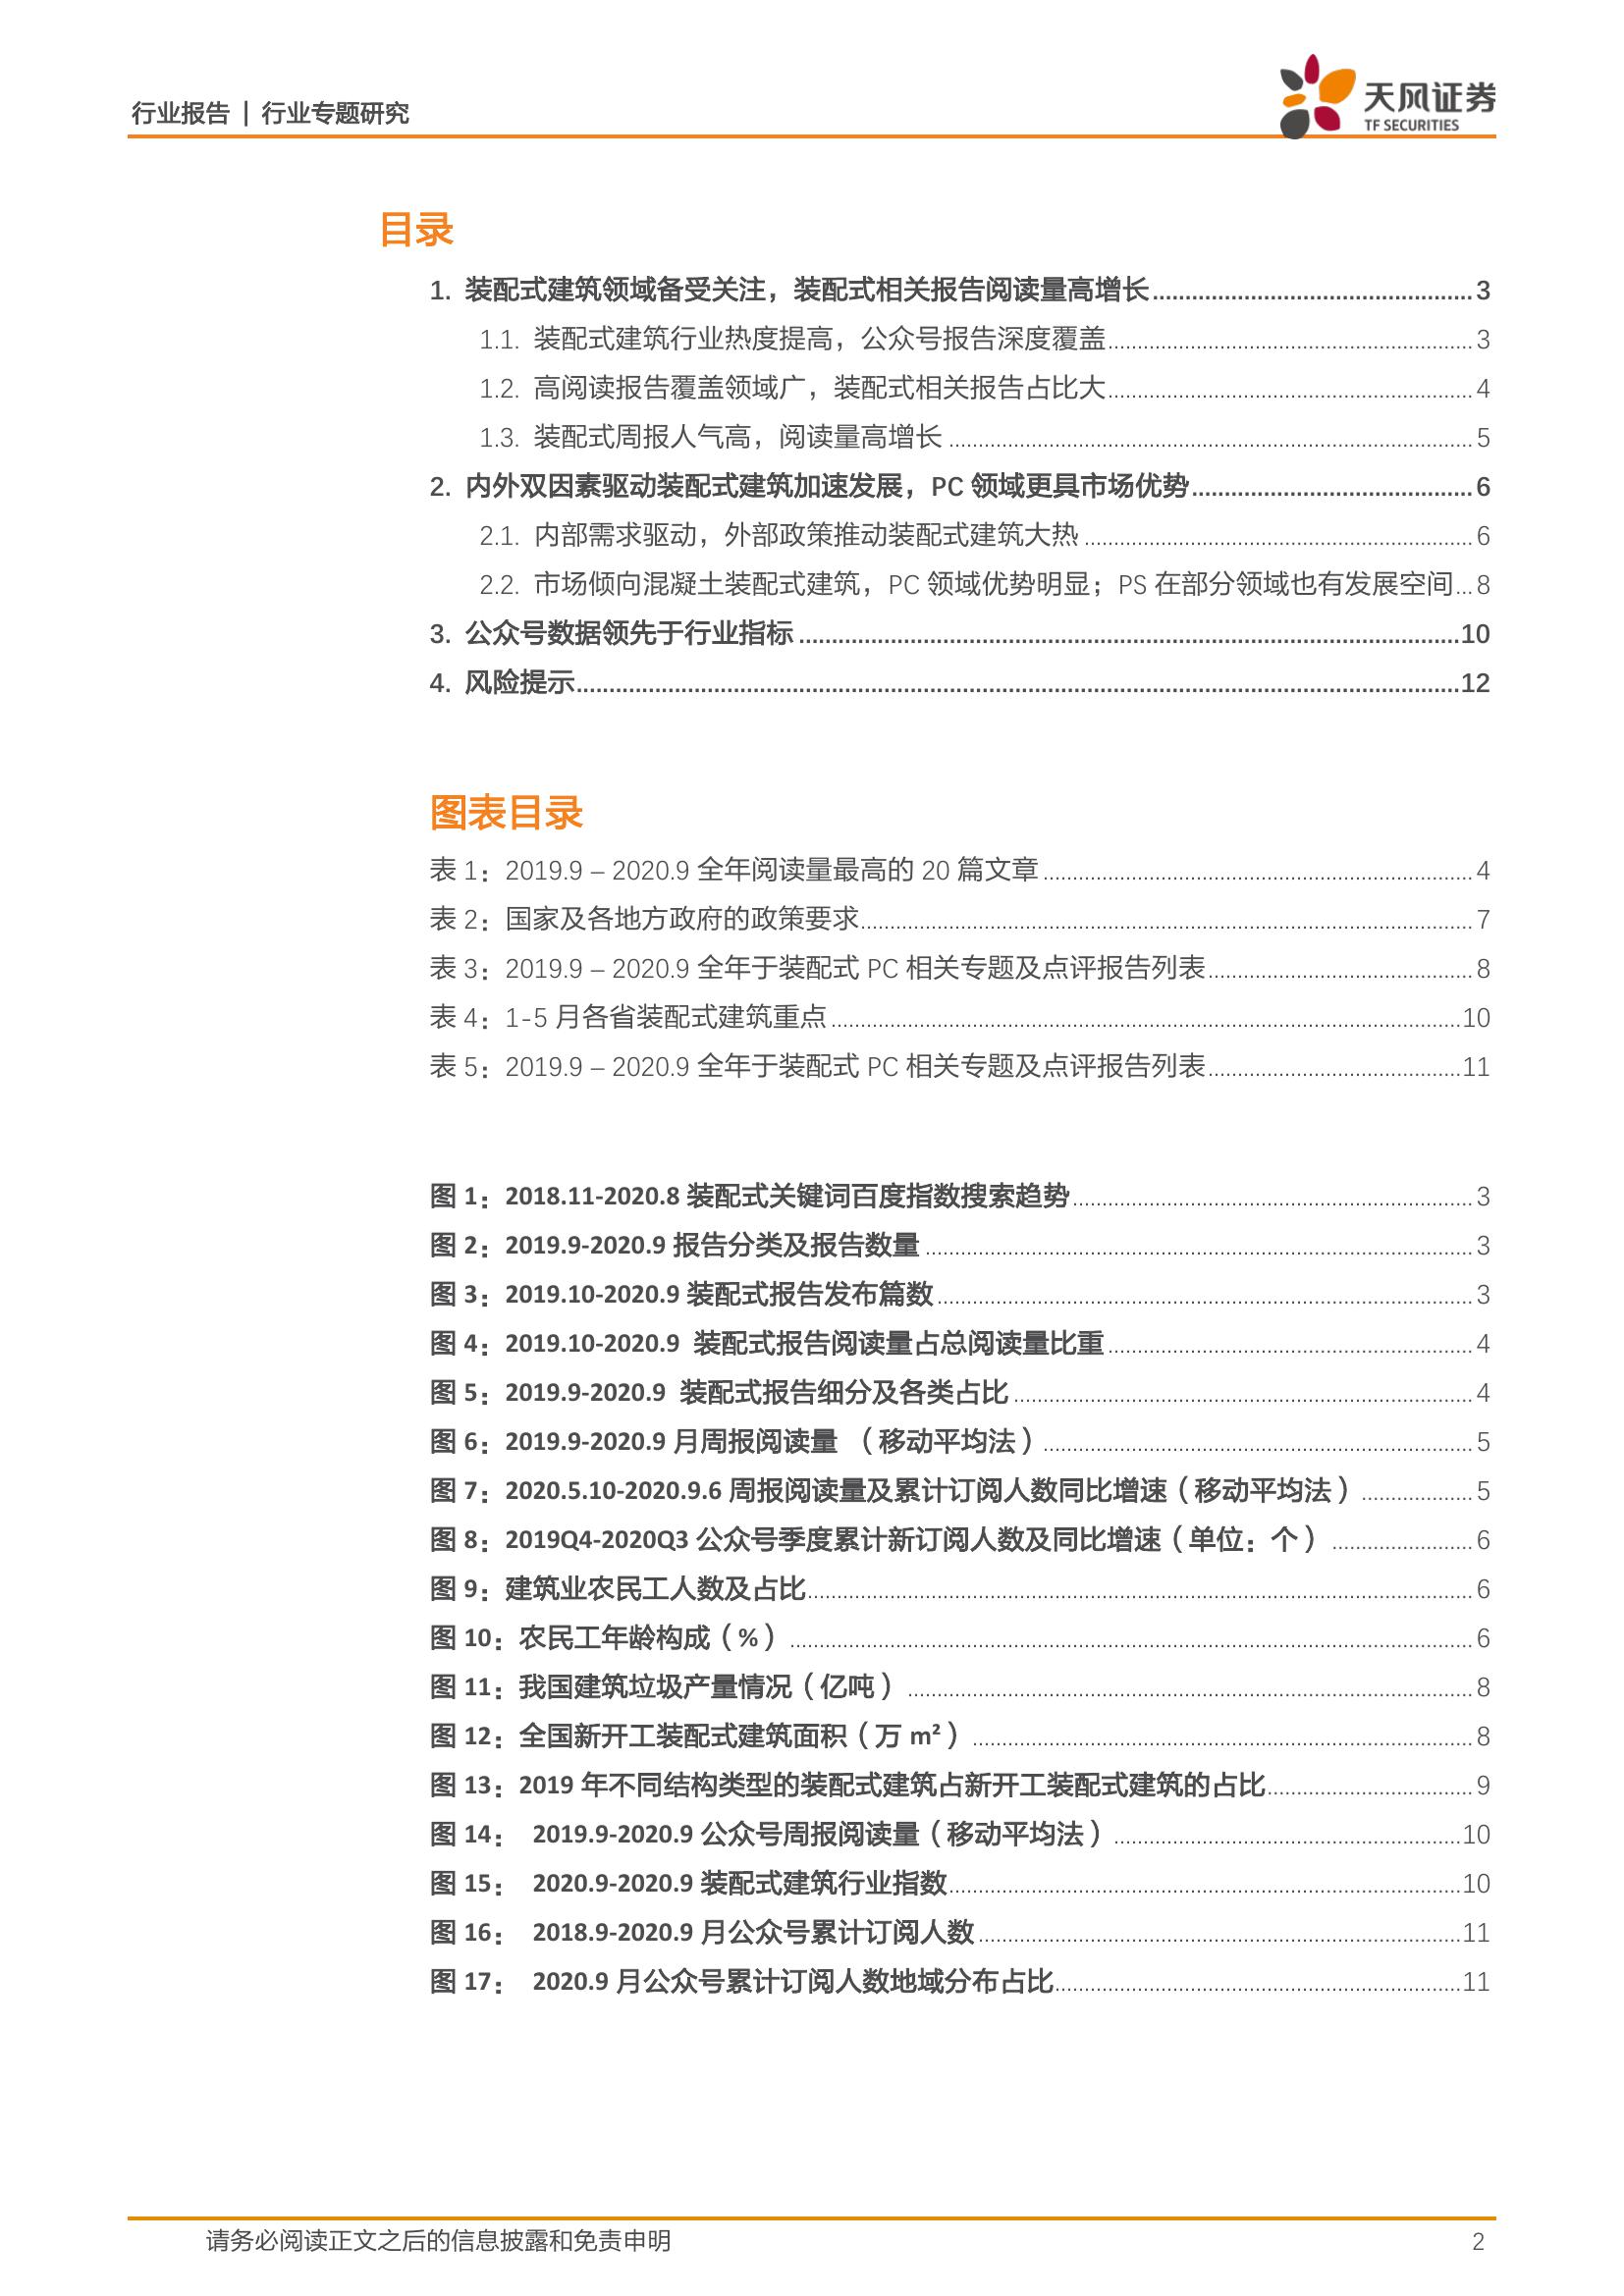 行业报告 | 行业专题研究
天风证券
TF SECURITIES
目录
1. 装配式建筑领域备受关注，装配式相关报告阅读量高增长 3
1.1. 装配式建筑行业热度提高，公众号报告深度覆盖 3
1.2. 高阅读报告覆盖领域广，装配式相关报告占比大 4
1.3. 装配式周报人气高，阅读量高增长 5
2. 内外双因素驱动装配式建筑加速发展，PC 领域更具市场优势 6
2.1. 内部需求驱动，外部政策推动装配式建筑大热 6
2.2. 市场倾向混凝土装配式建筑，PC 领域优势明显；PS 在部分领域也有发展空间 8
3. 公众号数据领先于行业指标 10
4. 风险提示 12
图表目录
表 1：2019.9 – 2020.9 全年阅读量最高的 20 篇文章 4
表 2：国家及各地方政府的政策要求 7
表 3：2019.9 – 2020.9 全年于装配式 PC 相关专题及点评报告列表 8
表 4：1-5 月各省装配式建筑重点 10
表 5：2019.9 – 2020.9 全年于装配式 PC 相关专题及点评报告列表 11
图 1：2018.11-2020.8 装配式关键词百度指数搜索趋势 3
图 2：2019.9-2020.9 报告分类及报告数量 3
图 3：2019.10-2020.9 装配式报告发布篇数 3
图 4：2019.10-2020.9 装配式报告阅读量占总阅读量比重 4
图 5：2019.9-2020.9 装配式报告细分及各类占比 4
图 6：2019.9-2020.9 月周报阅读量 （移动平均法） 5
图 7：2020.5.10-2020.9.6 周报阅读量及累计订阅人数同比增速（移动平均法） 5
图 8：2019Q4-2020Q3 公众号季度累计新订阅人数及同比增速（单位：个） 6
图 9：建筑业农民工人数及占比 6
图 10：农民工年龄构成（%） 6
图 11：我国建筑垃圾产量情况（亿吨） 8
图 12：全国新开工装配式建筑面积（万 m²） 8
图 13：2019 年不同结构类型的装配式建筑占新开工装配式建筑的占比 9
图 14： 2019.9-2020.9 公众号周报阅读量（移动平均法） 10
图 15： 2020.9-2020.9 装配式建筑行业指数 10
图 16： 2018.9-2020.9 月公众号累计订阅人数 11
图 17： 2020.9 月公众号累计订阅人数地域分布占比 11
请务必阅读正文之后的信息披露和免责申明 2